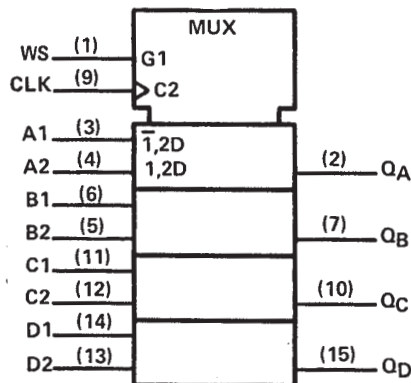 MUX
WS (1) G1
CLK (9) C2
A1 (3) 1̅,2D
A2 (4) 1,2D (2) QA
B1 (6)
B2 (5) (7) QB
C1 (11)
C2 (12) (10) QC
D1 (14)
D2 (13) (15) QD